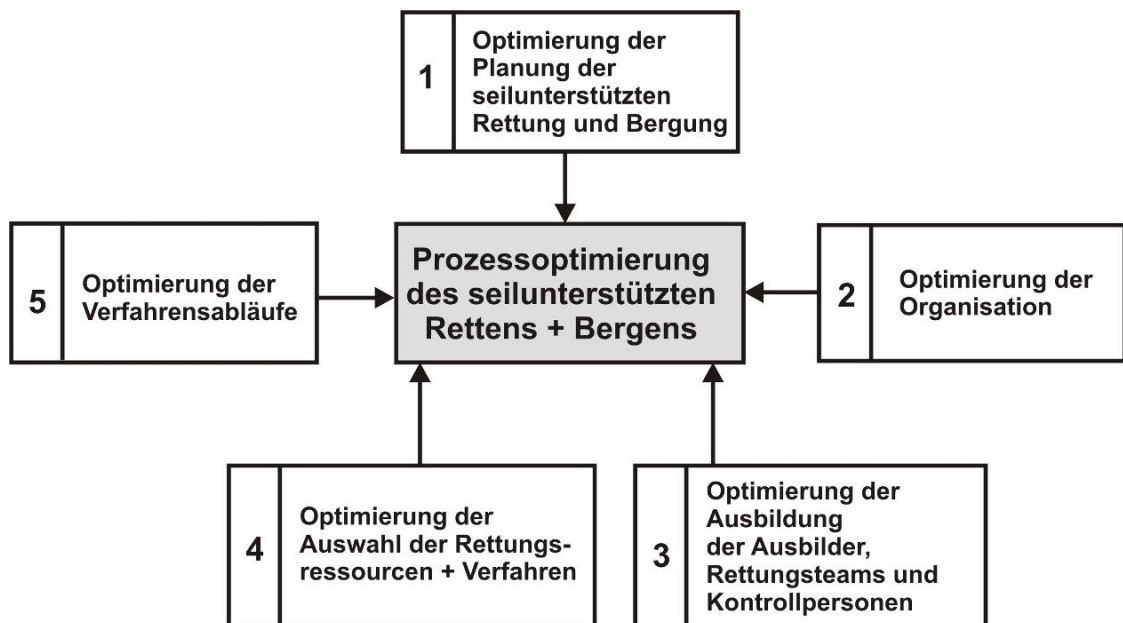 1
Optimierung der
Planung der
seilunterstützten
Rettung und Bergung
5
Optimierung der
Verfahrensabläufe
Prozessoptimierung
des seilunterstützten
Rettens + Bergens
2
Optimierung der
Organisation
4
Optimierung der
Auswahl der Rettungs-
ressourcen + Verfahren
3
Optimierung der
Ausbildung
der Ausbilder,
Rettungsteams und
Kontrollpersonen